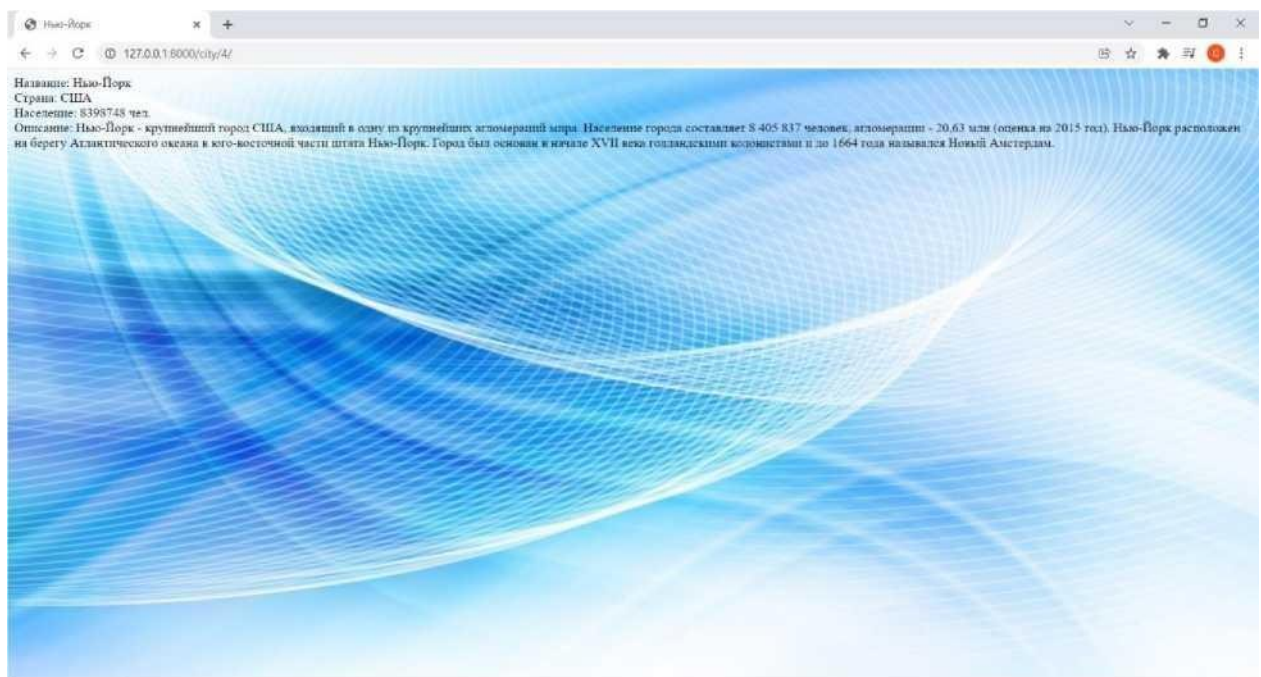 Нью-Йорк
127.0.0.1:8000/city/4/
Название: Нью-Йорк
Страна: США
Население: 8398748 чел.
Описание: Нью-Йорк - крупнейший город США, входящий в одну из крупнейших агломераций мира. Население города составляет 8 405 837 человек, агломерации - 20,63 млн (оценка на 2015 год). Нью-Йорк расположен
на берегу Атлантического океана в юго-восточной части штата Нью-Йорк. Город был основан в начале XVII века голландскими колонистами и до 1664 года назывался Новый Амстердам.